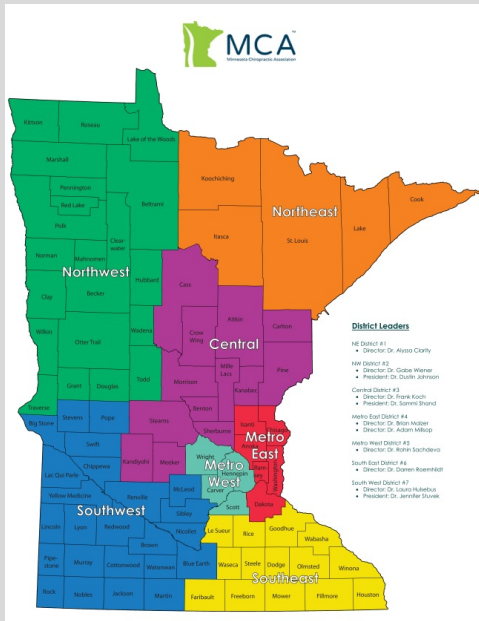 MCA
Minnesota Chiropractic Association
Kittson
Roseau
Lake of the Woods
Marshall
Koochiching
Cook
Pennington
Beltrami
Northeast
Red Lake
Polk
Lake
St. Louis
Clear-
water
Itasca
Norman
Mahnomen
Northwest
Hubbard
Cass
Becker
Clay
Aitkin
Carlton
Wilkin
Wadena
Crow
Wing
Otter Trail
Central
District Leaders
NE District #1
• Director: Dr. Alyssa Clarity
NW District #2
• Director: Dr. Gabe Wiener
• President: Dr. Dustin Johnson
Central District #3
• Director: Dr. Frank Koch
• President: Dr. Sammi Shand
Metro East District #4
• Director: Dr. Brian Maizer
• Director: Dr. Adam Milsop
Metro West District #5
• Director: Dr. Rohin Sachdeva
South East District #6
• Director: Dr. Darren Roemhildt
South West District #7
• Director: Dr. Laura Hulsebus
• President: Dr. Jennifer Stuvek
Mille
Lacs
Pine
Todd
Morrison
Kanabec
Grant
Douglas
Benton
Traverse
Stevens
Pope
Stearns
Sherburne
Isanti
Big Stone
Anoka
Metro
East
Swift
Wright
Kandiyohi
Meeker
Metro
West
Hennepin
Washington
Chippewa
Lac Qui Parle
McLeod
Carver
Yellow Medicine
Renville
Scott
Dakota
Southwest
Sibley
Lincoln
Lyon
Redwood
Nicollet
Le Sueur
Rice
Goodhue
Wabasha
Brown
Pipe-
stone
Murray
Cottonwood
Watonwan
Blue Earth
Waseca
Steele
Dodge
Olmsted
Winona
Southeast
Rock
Nobles
Jackson
Martin
Faribault
Freeborn
Mower
Fillmore
Houston